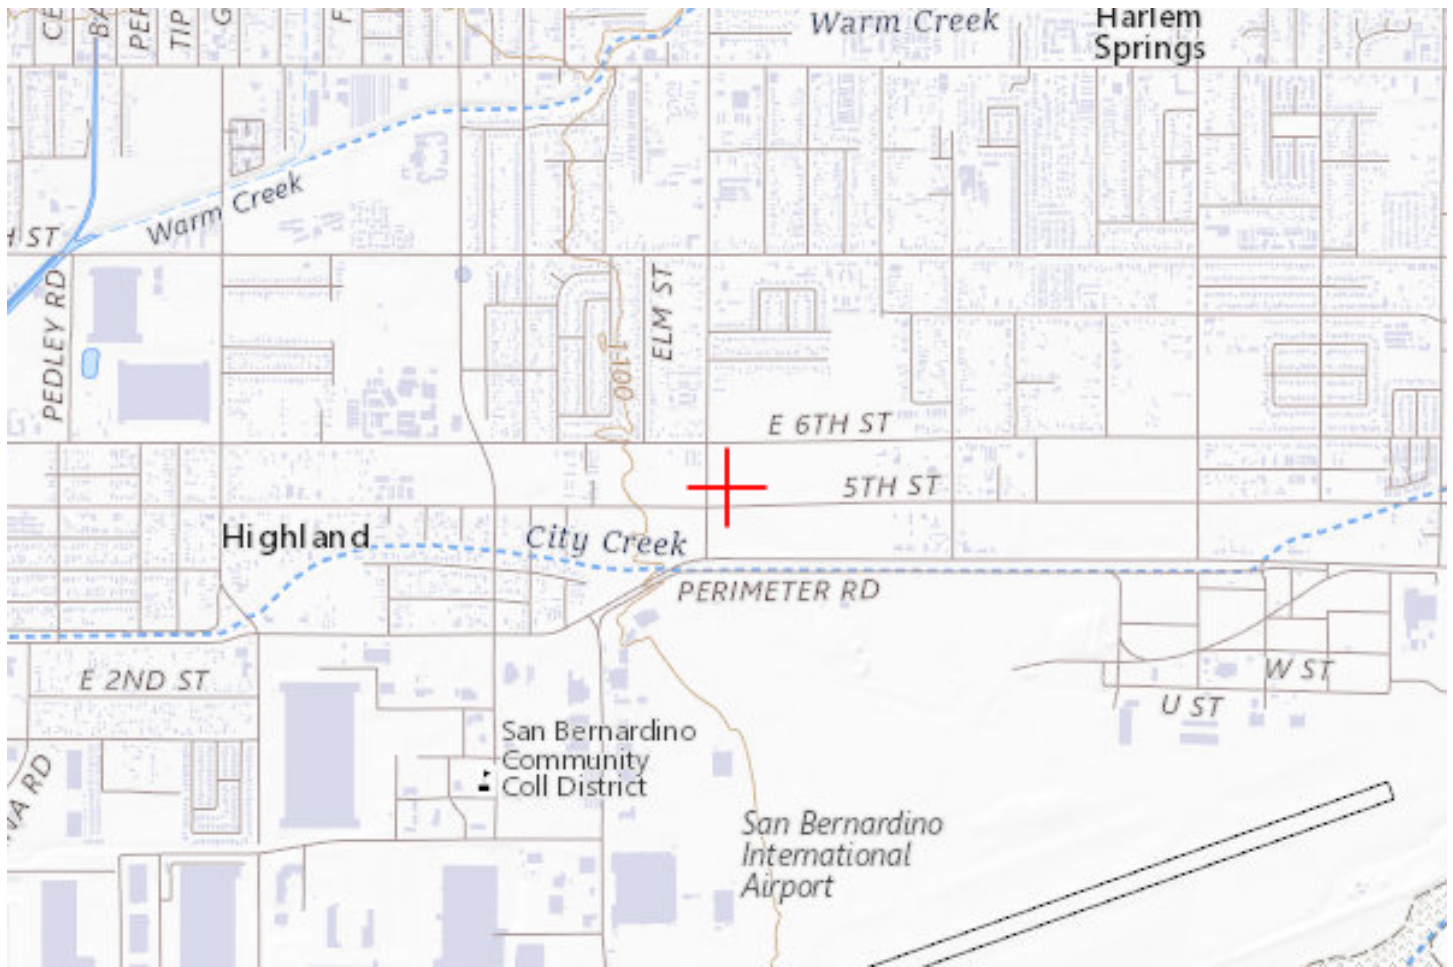 Warm Creek
Harlem
Springs
Warm Creek
PEDLEY RD
ELM ST
1100
E 6TH ST
5TH ST
Highland
City Creek
PERIMETER RD
E 2ND ST
W ST
U ST
San Bernardino
Community
Coll District
San Bernardino
International
Airport